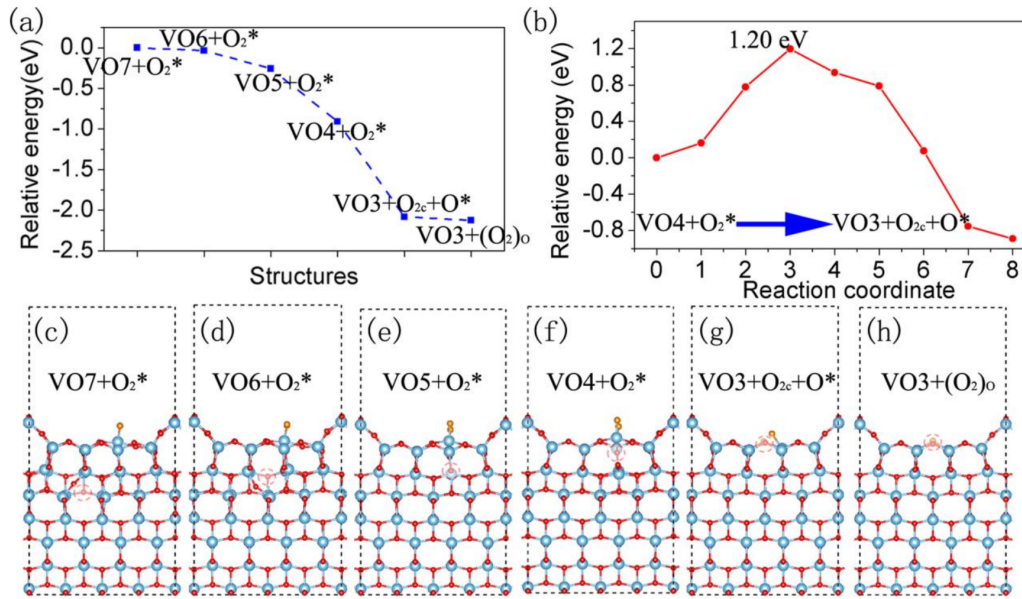 (a)
Relative energy(eV)
0.0
-0.5
-1.0
-1.5
-2.0
-2.5
VO7+O₂*
VO6+O₂*
VO5+O₂*
VO4+O₂*
VO3+O₂c+O*
VO3+(O₂)o
Structures
(b)
Relative energy (eV)
1.2
0.8
0.4
0.0
-0.4
-0.8
1.20 eV
VO4+O₂*
VO3+O₂c+O*
0 1 2 3 4 5 6 7 8
Reaction coordinate
(c)
VO7+O₂*
(d)
VO6+O₂*
(e)
VO5+O₂*
(f)
VO4+O₂*
(g)
VO3+O₂c+O*
(h)
VO3+(O₂)o